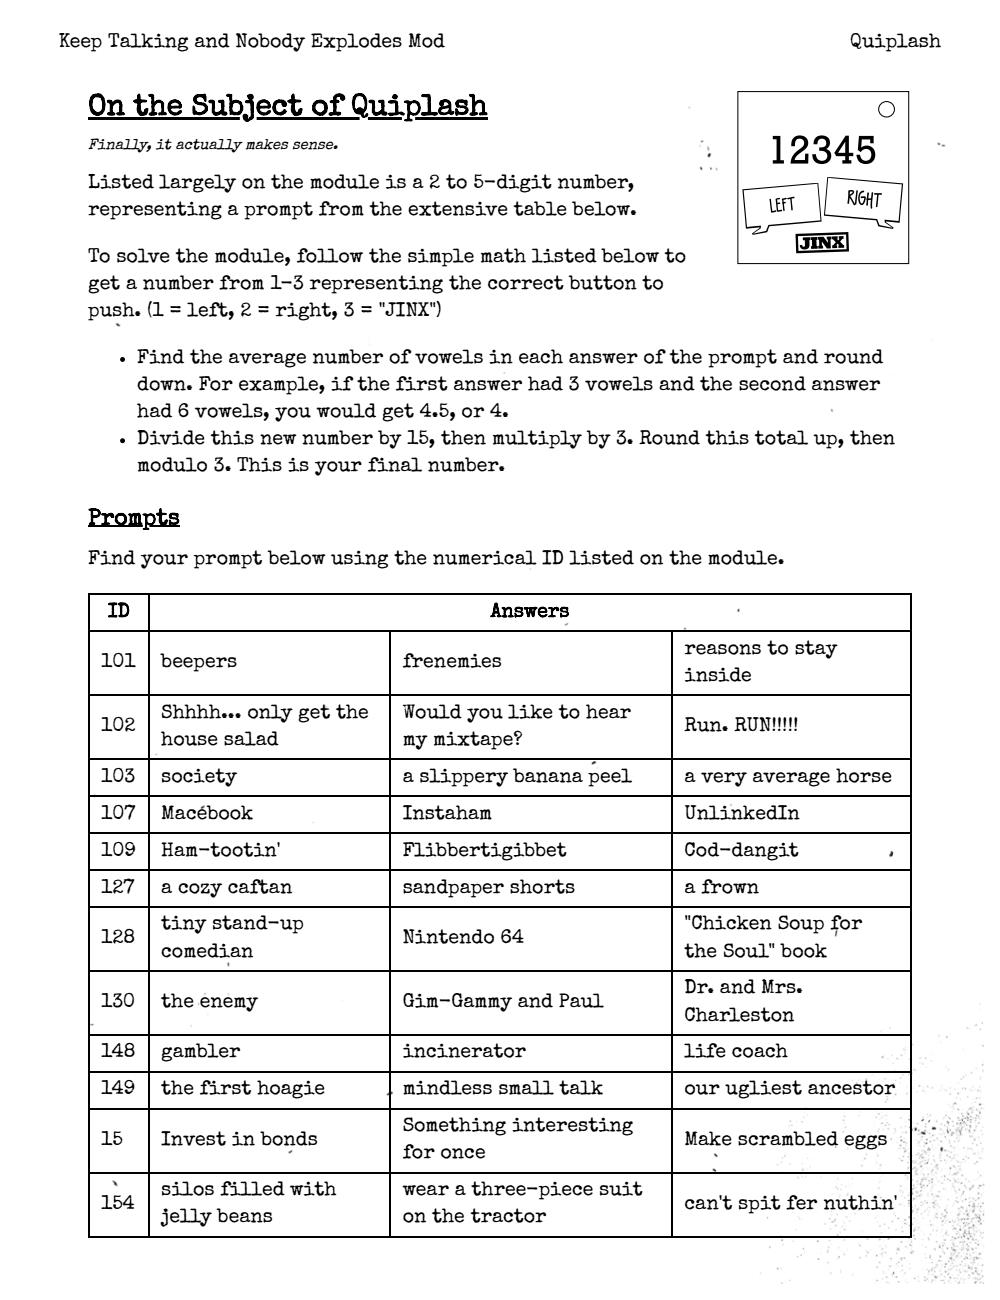 Keep Talking and Nobody Explodes Mod
Quiplash
On the Subject of Quiplash
Finally, it actually makes sense.
Listed largely on the module is a 2 to 5-digit number,
representing a prompt from the extensive table below.
To solve the module, follow the simple math listed below to
get a number from 1-3 representing the correct button to
push. (1 = left, 2 = right, 3 = "JINX")
12345
LEFT
RIGHT
JINX
• Find the average number of vowels in each answer of the prompt and round
down. For example, if the first answer had 3 vowels and the second answer
had 6 vowels, you would get 4.5, or 4.
• Divide this new number by 15, then multiply by 3. Round this total up, then
modulo 3. This is your final number.
Prompts
Find your prompt below using the numerical ID listed on the module.
ID Answers
101 beepers frenemies reasons to stay
inside
102 Shhhh... only get the
house salad
Would you like to hear
my mixtape?
Run. RUN!!!!!
103 society a slippery banana peel a very average horse
107 Macébook Instaham UnlinkedIn
109 Ham-tootin' Flibbertigibbet Cod-dangit
127 a cozy caftan sandpaper shorts a frown
128 tiny stand-up
comedian
Nintendo 64
"Chicken Soup for
the Soul" book
130 the enemy Gim-Gammy and Paul Dr. and Mrs.
Charleston
148 gambler incinerator life coach
149 the first hoagie mindless small talk our ugliest ancestor
15 Invest in bonds Something interesting
for once
Make scrambled eggs
154 silos filled with
jelly beans
wear a three-piece suit
on the tractor
can't spit fer nuthin'